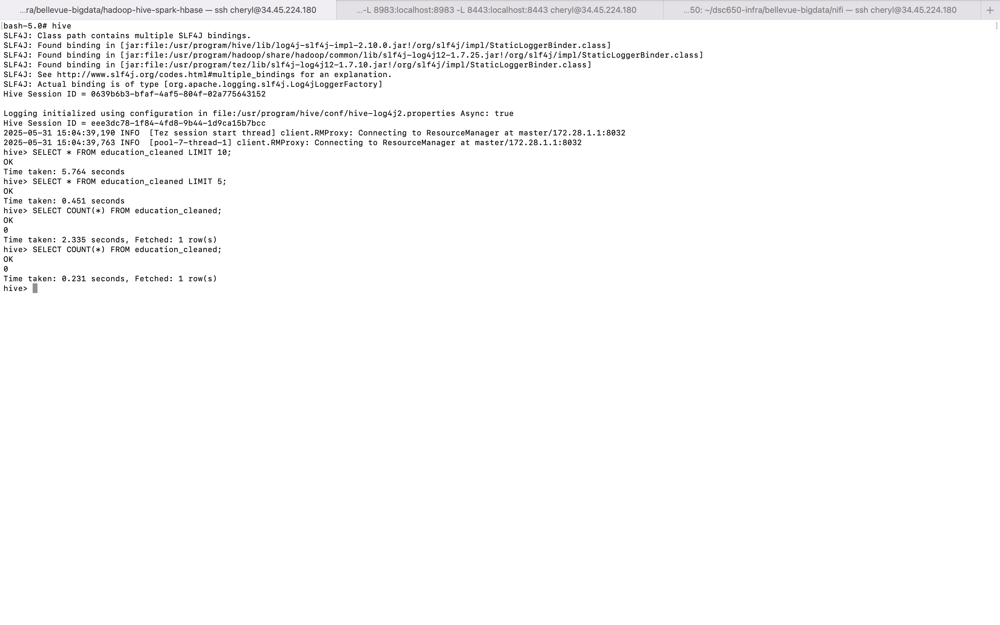 ...ra/bellevue-bigdata/hadoop-hive-spark-hbase — ssh cheryl@34.45.224.180
...-L 8983:localhost:8983 -L 8443:localhost:8443 cheryl@34.45.224.180
...50: ~/dsc650-infra/bellevue-bigdata/nifi — ssh cheryl@34.45.224.180
+
[bash-5.0# hive ]
SLF4J: Class path contains multiple SLF4J bindings.
SLF4J: Found binding in [jar:file:/usr/program/hive/lib/log4j-slf4j-impl-2.10.0.jar!/org/slf4j/impl/StaticLoggerBinder.class]
SLF4J: Found binding in [jar:file:/usr/program/hadoop/share/hadoop/common/lib/slf4j-log4j12-1.7.25.jar!/org/slf4j/impl/StaticLoggerBinder.class]
SLF4J: Found binding in [jar:file:/usr/program/tez/lib/slf4j-log4j12-1.7.10.jar!/org/slf4j/impl/StaticLoggerBinder.class]
SLF4J: See http://www.slf4j.org/codes.html#multiple_bindings for an explanation.
SLF4J: Actual binding is of type [org.apache.logging.slf4j.Log4jLoggerFactory]
Hive Session ID = 0639b6b3-bfaf-4af5-804f-02a775643152
Logging initialized using configuration in file:/usr/program/hive/conf/hive-log4j2.properties Async: true
Hive Session ID = eee3dc78-1f84-4fd8-9b44-1d9ca15b7bcc
2025-05-31 15:04:39,190 INFO  [Tez session start thread] client.RMProxy: Connecting to ResourceManager at master/172.28.1.1:8032
2025-05-31 15:04:39,763 INFO  [pool-7-thread-1] client.RMProxy: Connecting to ResourceManager at master/172.28.1.1:8032
hive> SELECT * FROM education_cleaned LIMIT 10;
OK
Time taken: 5.764 seconds
hive> SELECT * FROM education_cleaned LIMIT 5;
OK
Time taken: 0.451 seconds
hive> SELECT COUNT(*) FROM education_cleaned;
OK
0
Time taken: 2.335 seconds, Fetched: 1 row(s)
hive> SELECT COUNT(*) FROM education_cleaned;
OK
0
Time taken: 0.231 seconds, Fetched: 1 row(s)
hive>